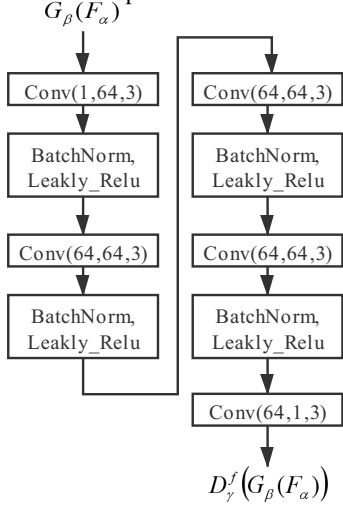 G_β(F_α)
Conv(1,64,3)
BatchNorm,
Leakly_Relu
Conv(64,64,3)
BatchNorm,
Leakly_Relu
Conv(64,64,3)
BatchNorm,
Leakly_Relu
Conv(64,64,3)
BatchNorm,
Leakly_Relu
Conv(64,1,3)
D_γ^f(G_β(F_α))